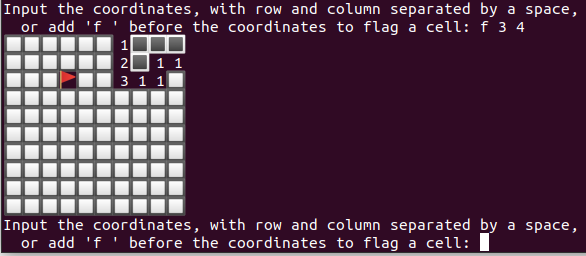 Input the coordinates, with row and column separated by a space,
or add 'f ' before the coordinates to flag a cell: f 3 4
1
2 1 1
3 1 1
Input the coordinates, with row and column separated by a space,
or add 'f ' before the coordinates to flag a cell: